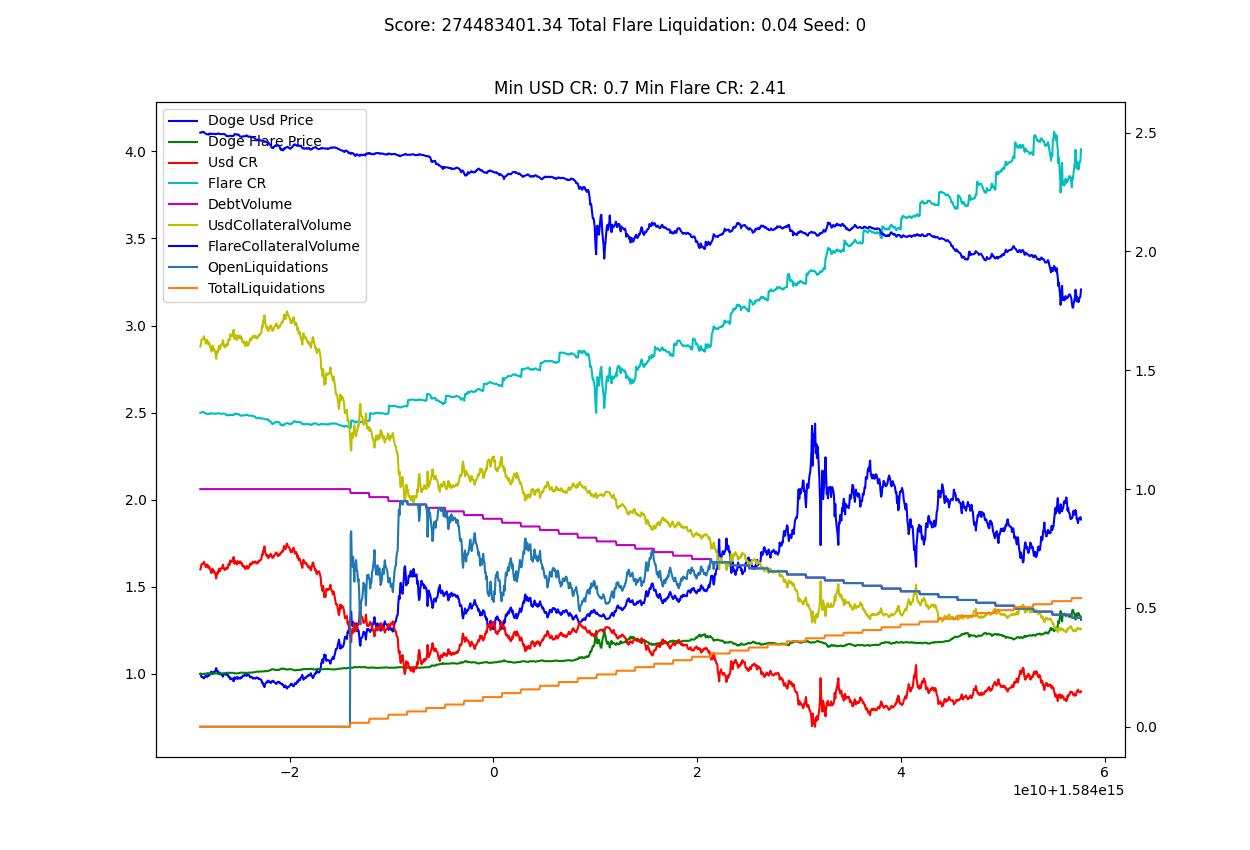 Score: 274483401.34 Total Flare Liquidation: 0.04 Seed: 0
Min USD CR: 0.7 Min Flare CR: 2.41
Doge Usd Price
Doge Flare Price
Usd CR
Flare CR
DebtVolume
UsdCollateralVolume
FlareCollateralVolume
OpenLiquidations
TotalLiquidations
4.0
3.5
3.0
2.5
2.0
1.5
1.0
2.5
2.0
1.5
1.0
0.5
0.0
−2 0 2 4 6
1e10+1.584e15